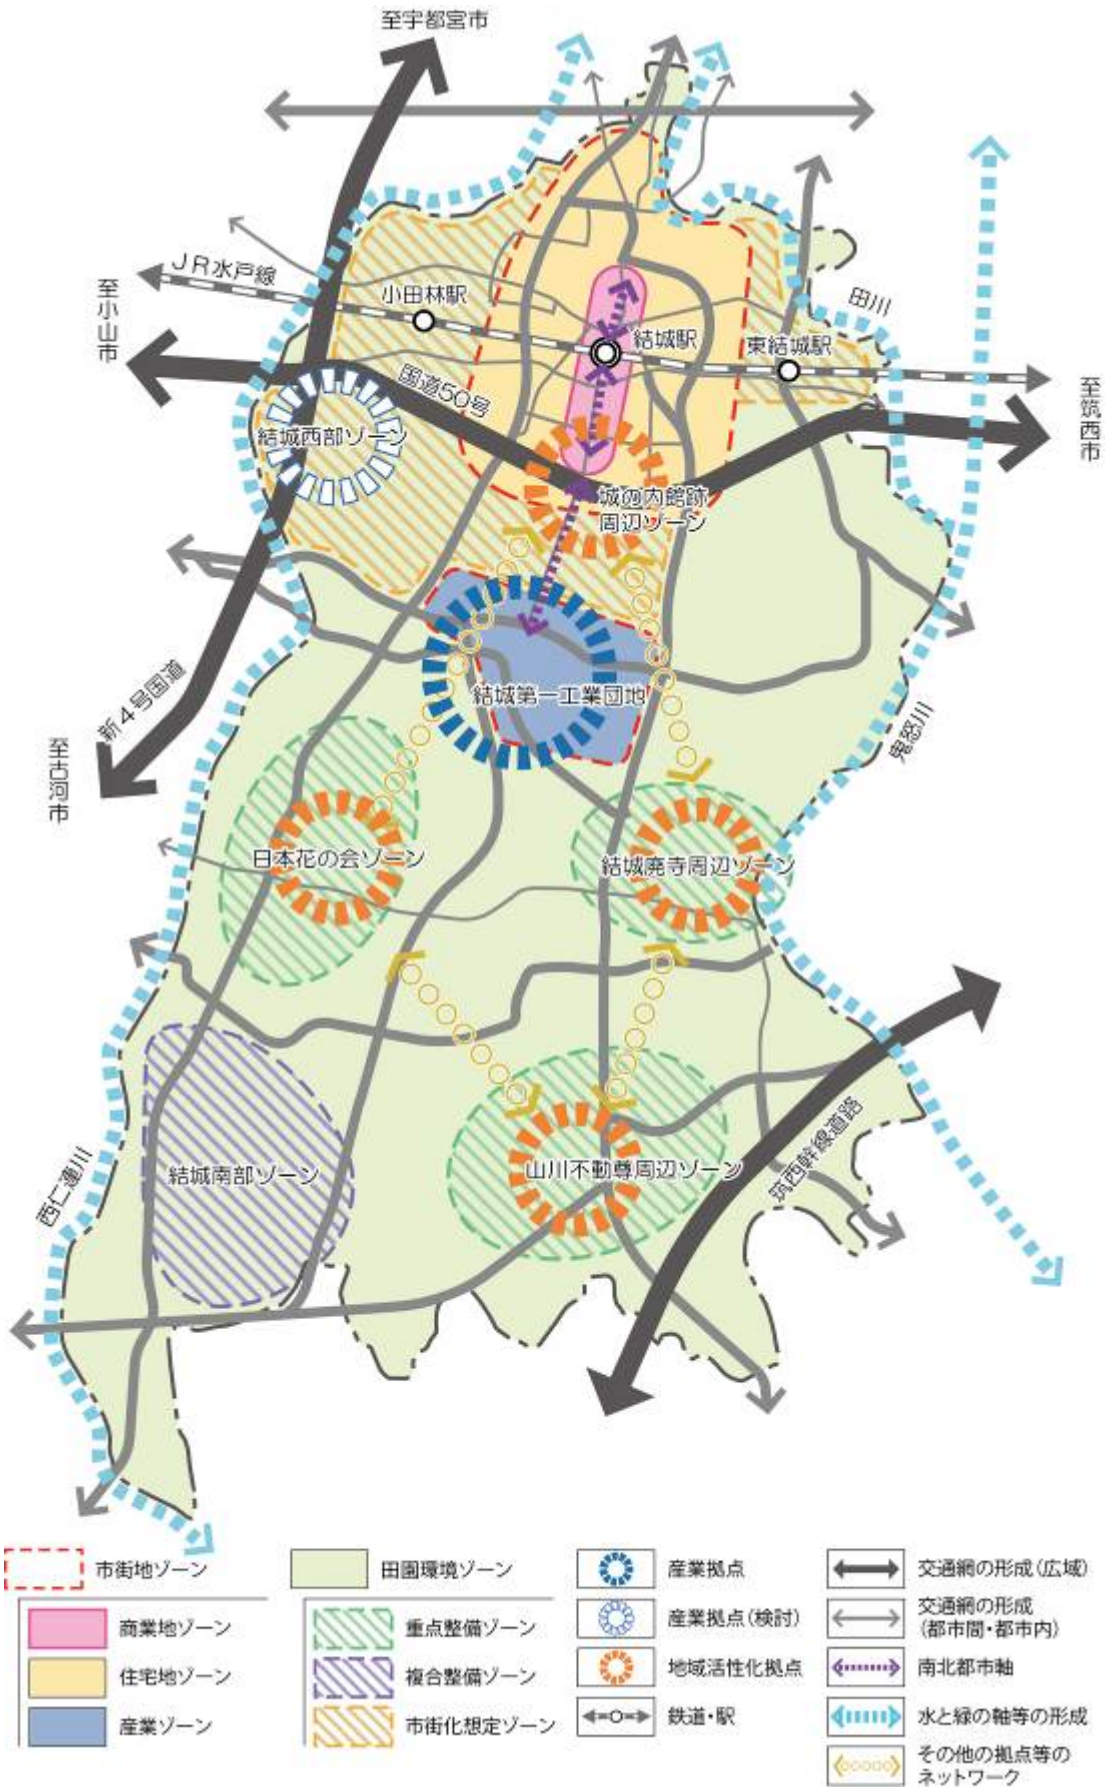 至宇都宮市
JR水戸線
小田林駅
田川
至小山市
結城駅
東結城駅
国道50号
至筑西市
結城西部ゾーン
城の内館跡
周辺ゾーン
新4号国道
結城第一工業団地
鬼怒川
至古河市
日本花の会ゾーン
結城廃寺周辺ゾーン
西仁連川
結城南部ゾーン
山川不動尊周辺ゾーン
筑西幹線道路
市街地ゾーン
商業地ゾーン
住宅地ゾーン
産業ゾーン
田園環境ゾーン
重点整備ゾーン
複合整備ゾーン
市街化想定ゾーン
産業拠点
産業拠点(検討)
地域活性化拠点
鉄道・駅
交通網の形成(広域)
交通網の形成
(都市間・都市内)
南北都市軸
水と緑の軸等の形成
その他の拠点等の
ネットワーク